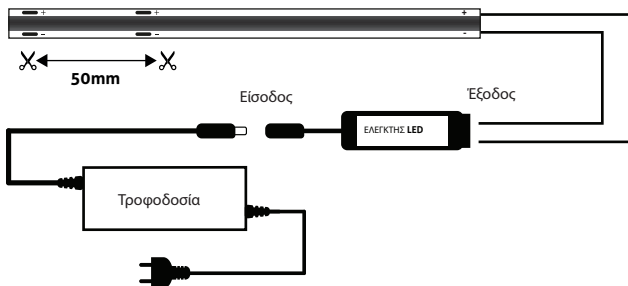 + + +
– – -
50mm
Είσοδος
Έξοδος
ΕΛΕΓΚΤΗΣ LED
Τροφοδοσία